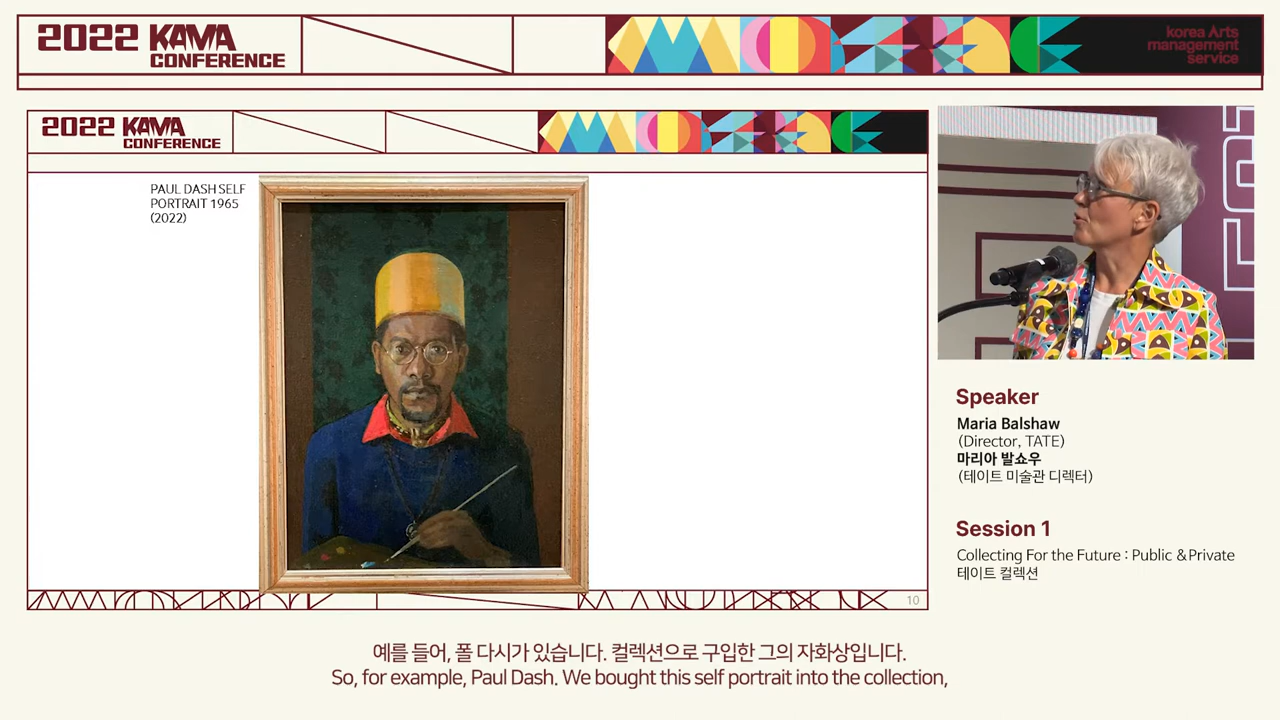 2022 KAMA
CONFERENCE
korea Arts
management
service
2022 KAMA
CONFERENCE
PAUL DASH SELF
PORTRAIT 1965
(2022)
10
Speaker
Maria Balshaw
(Director, TATE)
마리아 발쇼우
(테이트 미술관 디렉터)
Session 1
Collecting For the Future : Public & Private
테이트 컬렉션
예를 들어, 폴 다시가 있습니다. 컬렉션으로 구입한 그의 자화상입니다.
So, for example, Paul Dash. We bought this self portrait into the collection,